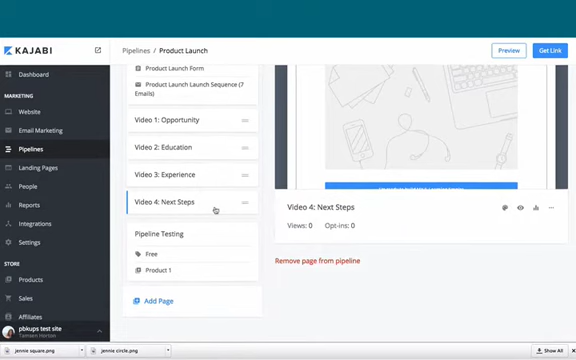 KAJABI
Pipelines / Product Launch
Preview
Get Link
Dashboard
MARKETING
Website
Email Marketing
Pipelines
Landing Pages
People
Reports
Integrations
Settings
STORE
Products
Sales
Affiliates
pbkups test site
Tamsen Horton
Product Launch Form
Product Launch Launch Sequence (7
Emails)
Video 1: Opportunity
Video 2: Education
Video 3: Experience
Video 4: Next Steps
Pipeline Testing
Free
Product 1
Add Page
Video 4: Next Steps
Views: 0 Opt-ins: 0
Remove page from pipeline
jennie square.png
jennie circle.png
Show All